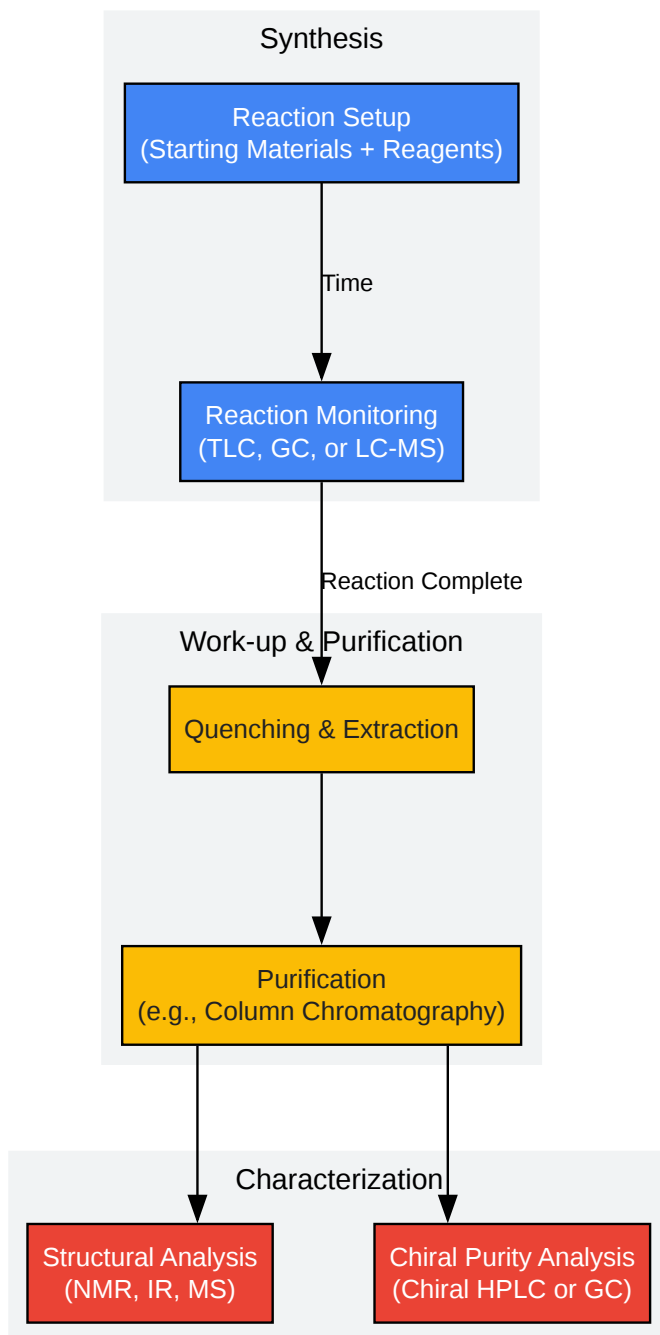 Synthesis
Reaction Setup
(Starting Materials + Reagents)
Time
Reaction Monitoring
(TLC, GC, or LC-MS)
Reaction Complete
Work-up & Purification
Quenching & Extraction
Purification
(e.g., Column Chromatography)
Characterization
Structural Analysis
(NMR, IR, MS)
Chiral Purity Analysis
(Chiral HPLC or GC)